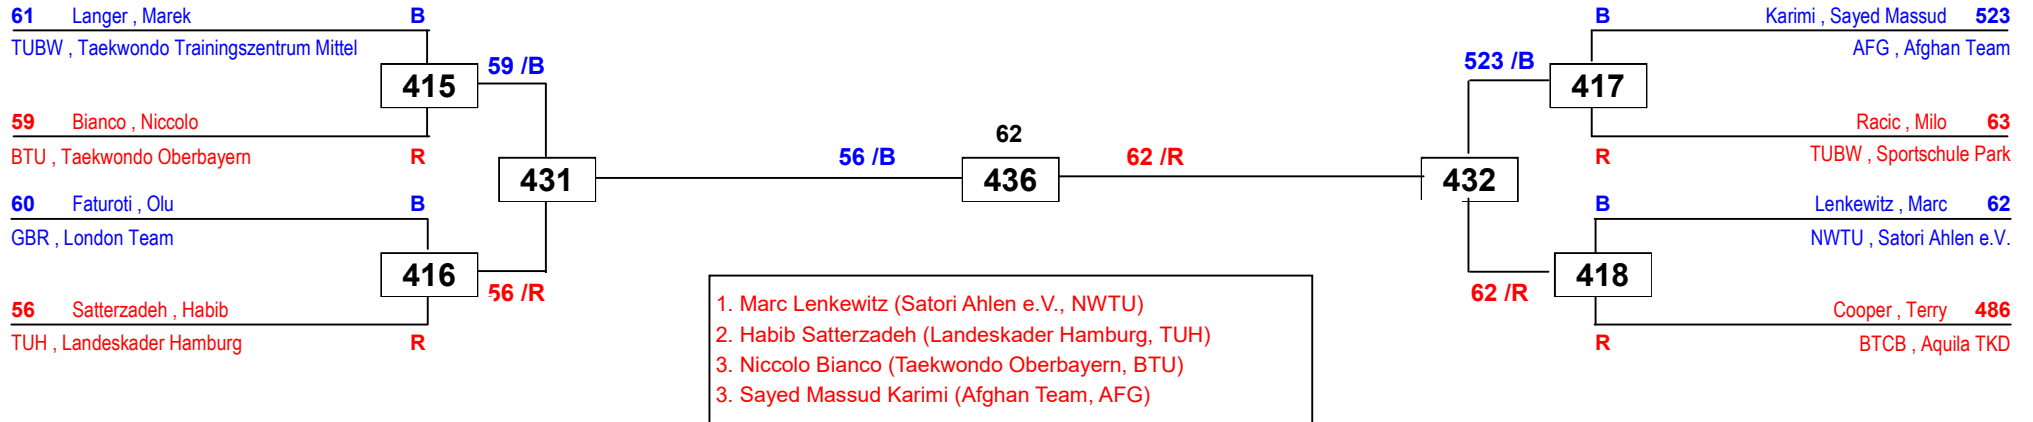 61 Langer , Marek B
TUBW , Taekwondo Trainingszentrum Mittel
415
59 /B
59 Bianco , Niccolo
BTU , Taekwondo Oberbayern R
431
60 Faturoti , Olu B
GBR , London Team
416
56 /R
56 Satterzadeh , Habib
TUH , Landeskader Hamburg R
56 /B
62
436
62 /R
B Karimi , Sayed Massud 523
AFG , Afghan Team
523 /B
417
Racic , Milo 63
R TUBW , Sportschule Park
432
B Lenkewitz , Marc 62
NWTU , Satori Ahlen e.V.
418
62 /R
Cooper , Terry 486
R BTCB , Aquila TKD
1. Marc Lenkewitz (Satori Ahlen e.V., NWTU)
2. Habib Satterzadeh (Landeskader Hamburg, TUH)
3. Niccolo Bianco (Taekwondo Oberbayern, BTU)
3. Sayed Massud Karimi (Afghan Team, AFG)